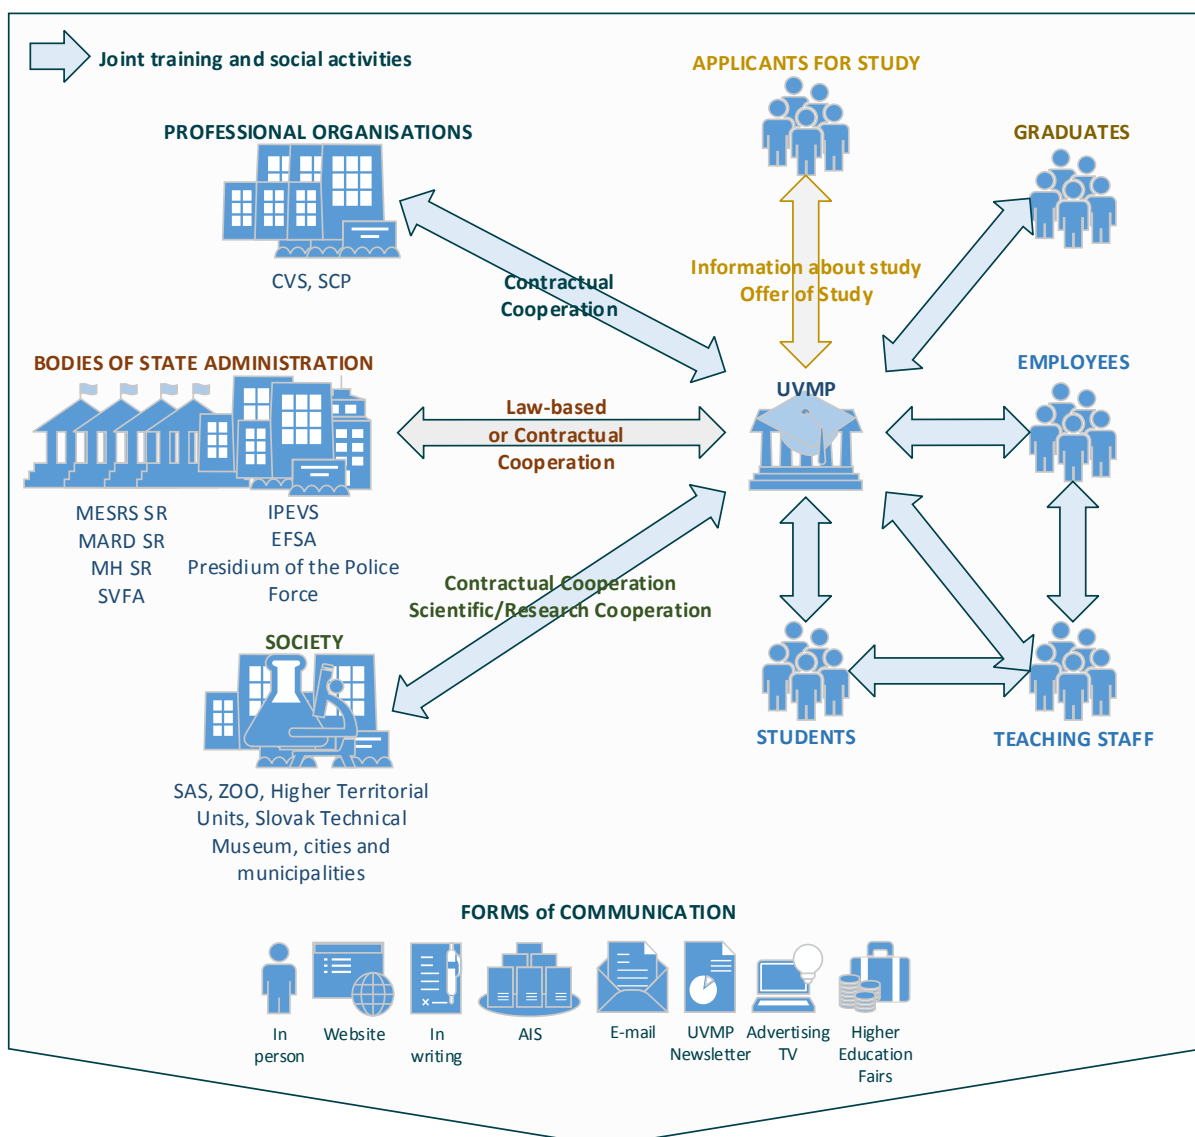 Joint training and social activities
APPLICANTS FOR STUDY
PROFESSIONAL ORGANISATIONS
GRADUATES
CVS, SCP
Contractual
Cooperation
Information about study
Offer of Study
BODIES OF STATE ADMINISTRATION
EMPLOYEES
UVMP
Law-based
or Contractual
Cooperation
MESRS SR
MARD SR
MH SR
SVFA
IPEVS
EFSA
Presidium of the Police
Force
Contractual Cooperation
Scientific/Research Cooperation
SOCIETY
STUDENTS
TEACHING STAFF
SAS, ZOO, Higher Territorial
Units, Slovak Technical
Museum, cities and
municipalities
FORMS of COMMUNICATION
In
person
Website
In
writing
AIS
E-mail
UVMP
Newsletter
Advertising
TV
Higher
Education
Fairs